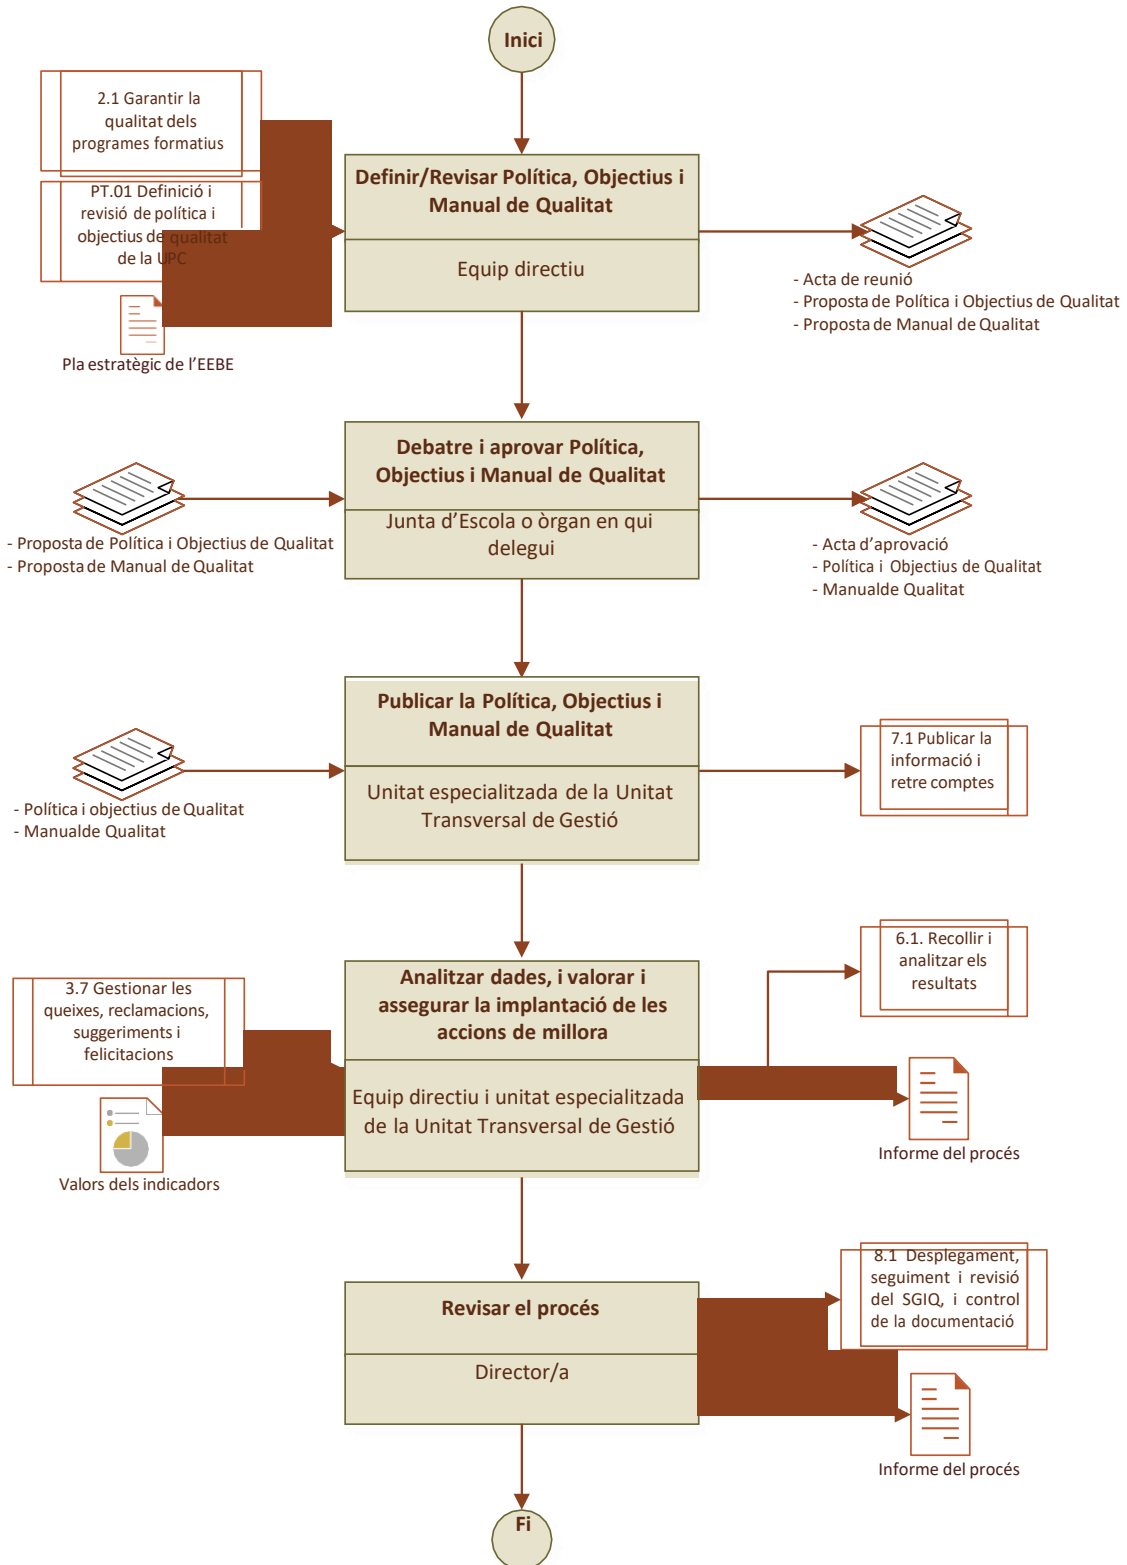 Inici
2.1 Garantir la
qualitat dels
programes formatius
PT.01 Definició i
revisió de política i
objectius de qualitat
de la UPC
Pla estratègic de l’EEBE
Definir/Revisar Política, Objectius i
Manual de Qualitat
Equip directiu
- Acta de reunió
- Proposta de Política i Objectius de Qualitat
- Proposta de Manual de Qualitat
Debatre i aprovar Política,
Objectius i Manual de Qualitat
Junta d’Escola o òrgan en qui
delegui
- Proposta de Política i Objectius de Qualitat
- Proposta de Manual de Qualitat
- Acta d’aprovació
- Política i Objectius de Qualitat
- Manualde Qualitat
Publicar la Política, Objectius i
Manual de Qualitat
Unitat especialitzada de la Unitat
Transversal de Gestió
- Política i objectius de Qualitat
- Manualde Qualitat
7.1 Publicar la
informació i
retre comptes
Analitzar dades, i valorar i
assegurar la implantació de les
accions de millora
Equip directiu i unitat especialitzada
de la Unitat Transversal de Gestió
3.7 Gestionar les
queixes, reclamacions,
suggeriments i
felicitacions
Valors dels indicadors
6.1. Recollir i
analitzar els
resultats
Informe del procés
Revisar el procés
Director/a
8.1 Desplegament,
seguiment i revisió
del SGIQ, i control
de la documentació
Informe del procés
Fi